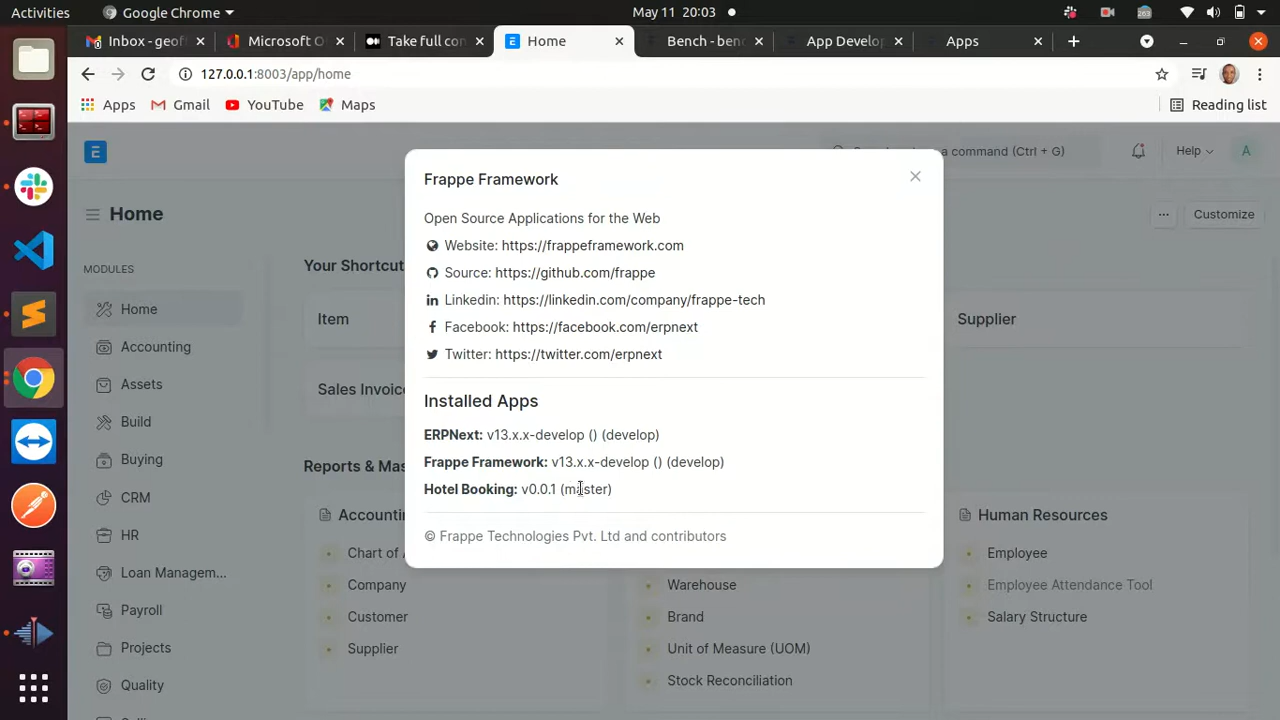 Activities
Google Chrome
May 11 20:03
263
Inbox - geoff
Microsoft O
Take full con
Home
Bench - ben
App Develo
Apps
127.0.0.1:8003/app/home
Apps
Gmail
YouTube
Maps
Reading list
E
a command (Ctrl + G)
Help
A
Home
Customize
MODULES
Home
Accounting
Assets
Build
Buying
CRM
HR
Loan Managem...
Payroll
Projects
Quality
Your Shortcut
Item
Supplier
Sales Invoic
Reports & Mas
Frappe Framework
Open Source Applications for the Web
Website: https://frappeframework.com
Source: https://github.com/frappe
Linkedin: https://linkedin.com/company/frappe-tech
Facebook: https://facebook.com/erpnext
Twitter: https://twitter.com/erpnext
Installed Apps
ERPNext: v13.x.x-develop () (develop)
Frappe Framework: v13.x.x-develop () (develop)
Hotel Booking: v0.0.1 (master)
© Frappe Technologies Pvt. Ltd and contributors
Accountin
Chart of A
Company
Customer
Supplier
Warehouse
Brand
Unit of Measure (UOM)
Stock Reconciliation
Human Resources
Employee
Employee Attendance Tool
Salary Structure